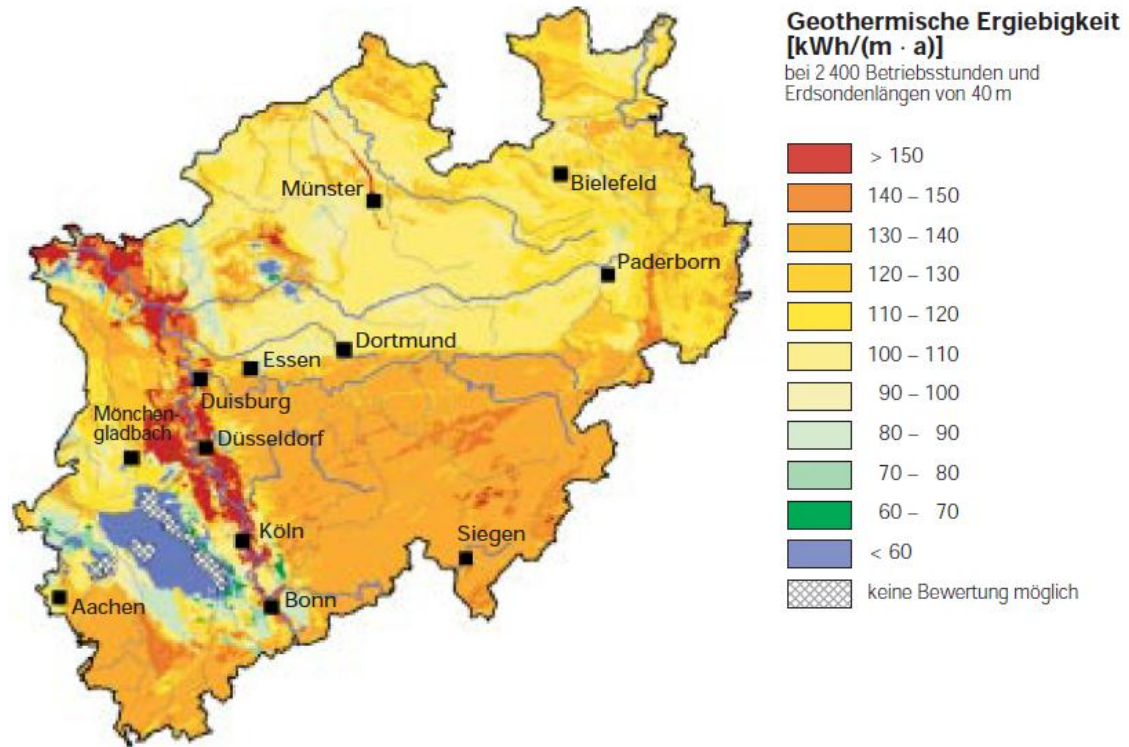 Geothermische Ergiebigkeit
[kWh/(m · a)]
bei 2 400 Betriebsstunden und
Erdsondenlängen von 40 m
> 150
140 – 150
130 – 140
120 – 130
110 – 120
100 – 110
90 – 100
80 – 90
70 – 80
60 – 70
< 60
keine Bewertung möglich
Münster
Bielefeld
Paderborn
Dortmund
Essen
Duisburg
Mönchen-
gladbach
Düsseldorf
Köln
Siegen
Aachen
Bonn